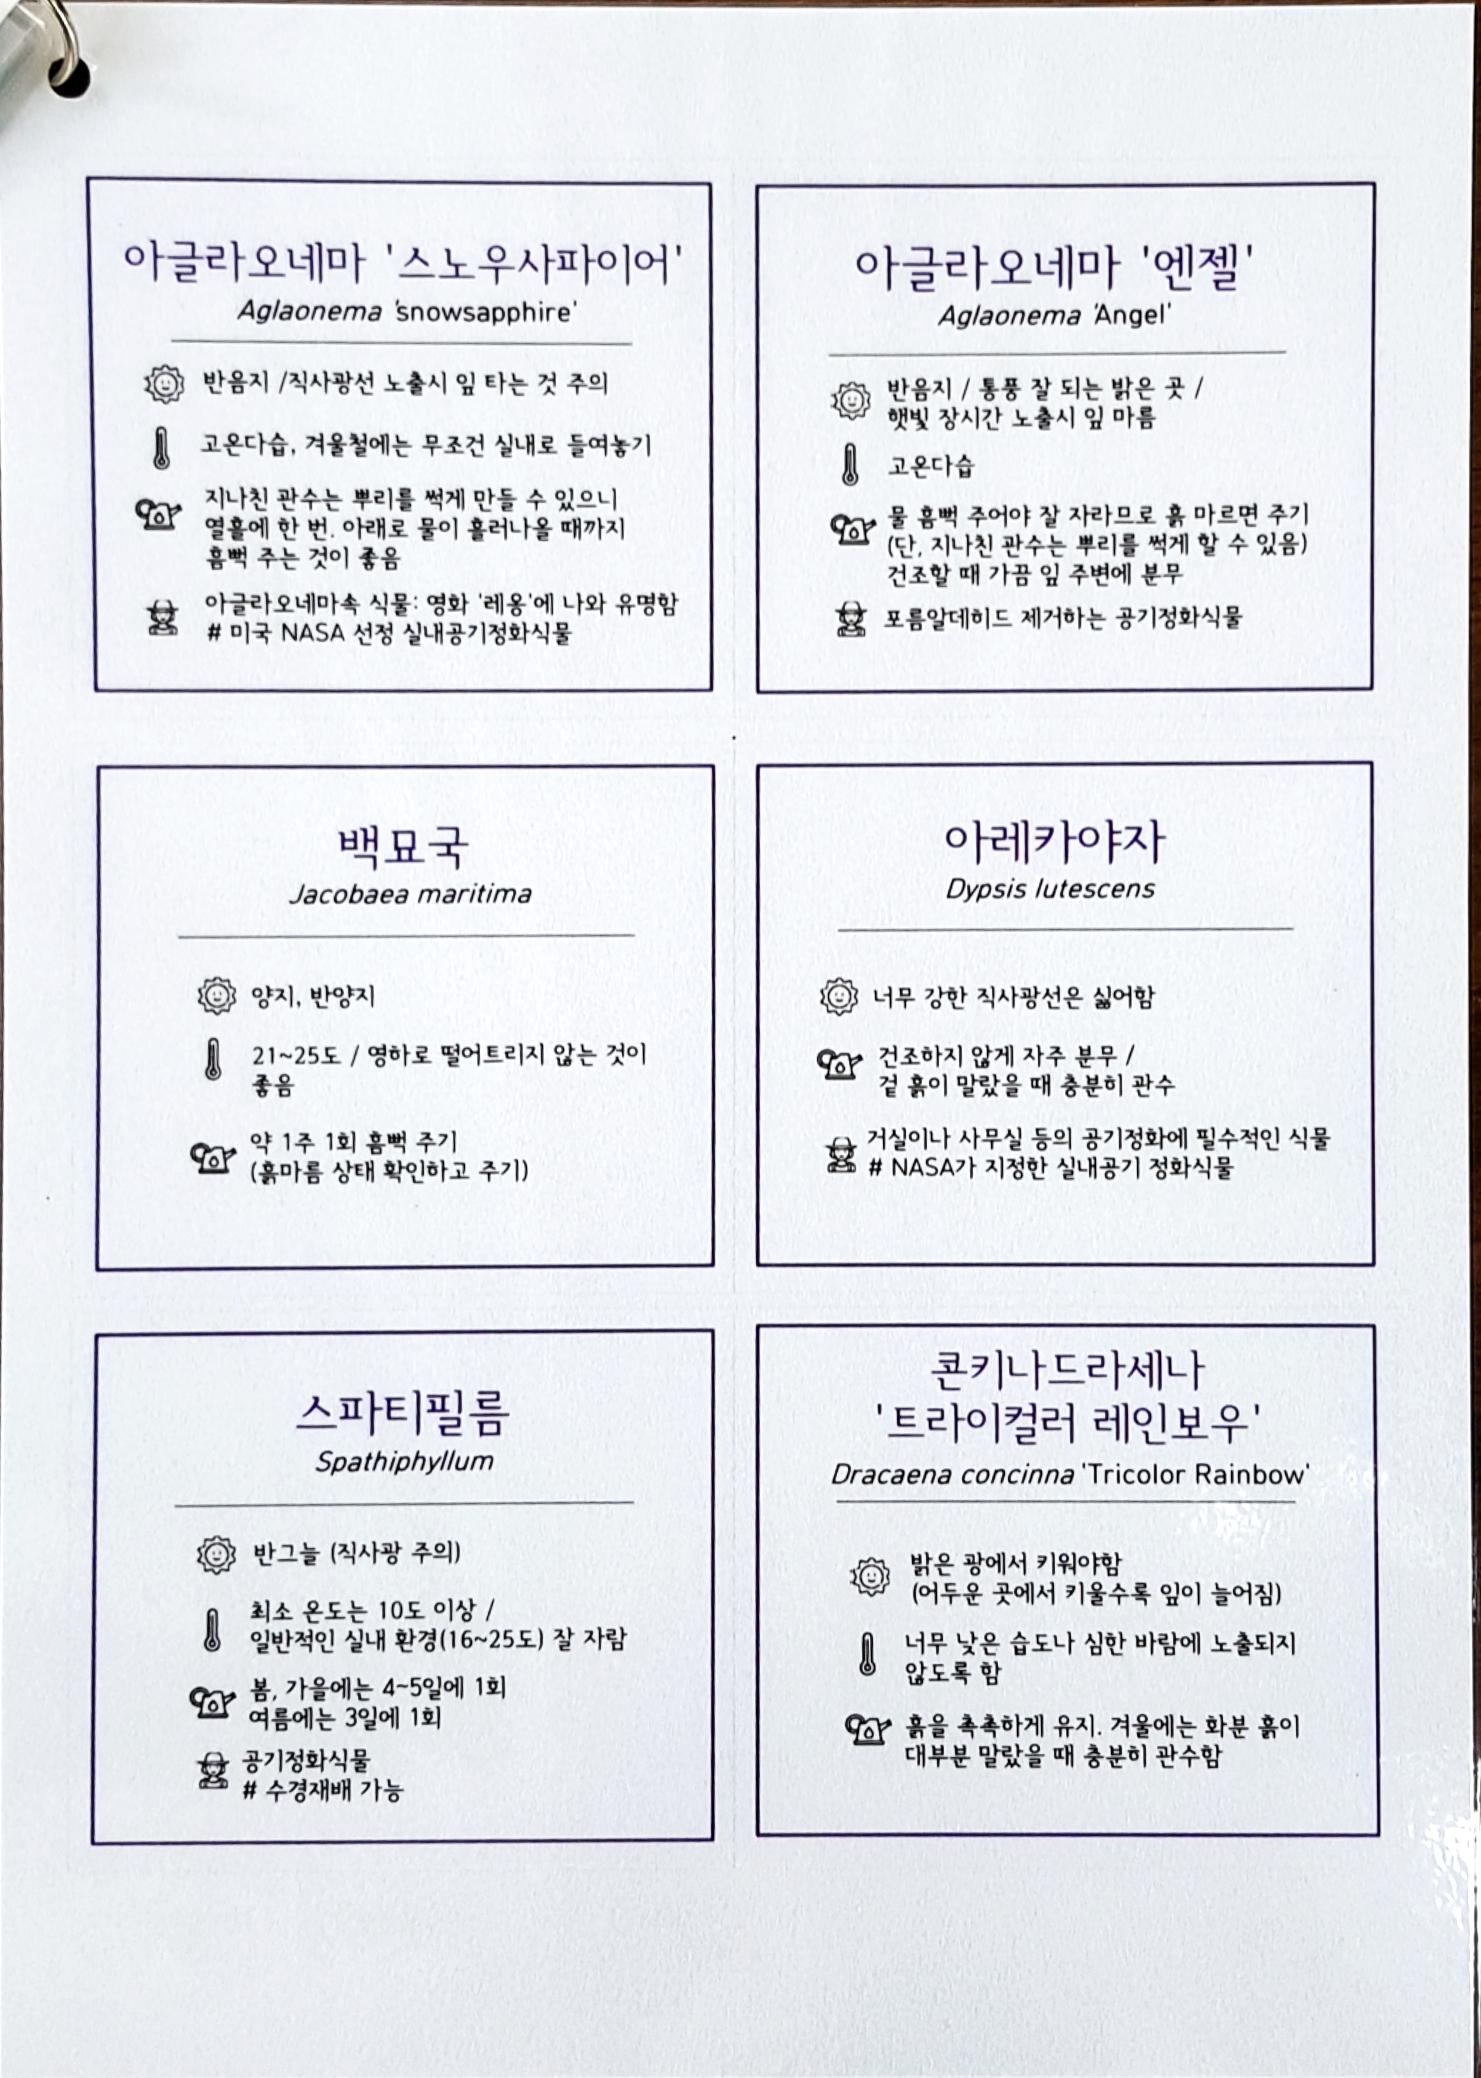 아글라오네마 '스노우사파이어'
Aglaonema 'snowsapphire'
반음지 /직사광선 노출시 잎 타는 것 주의
고온다습, 겨울철에는 무조건 실내로 들여놓기
지나친 관수는 뿌리를 썩게 만들 수 있으니
열흘에 한 번. 아래로 물이 흘러나올 때까지
흠뻑 주는 것이 좋음
아글라오네마속 식물: 영화 '레옹'에 나와 유명함
# 미국 NASA 선정 실내공기정화식물
아글라오네마 '엔젤'
Aglaonema 'Angel'
반음지 / 통풍 잘 되는 밝은 곳 /
햇빛 장시간 노출시 잎 마름
고온다습
물 흠뻑 주어야 잘 자라므로 흙 마르면 주기
(단, 지나친 관수는 뿌리를 썩게 할 수 있음)
건조할 때 가끔 잎 주변에 분무
포름알데히드 제거하는 공기정화식물
백묘국
Jacobaea maritima
양지, 반양지
21~25도 / 영하로 떨어트리지 않는 것이
좋음
약 1주 1회 흠뻑 주기
(흙마름 상태 확인하고 주기)
아레카야자
Dypsis lutescens
너무 강한 직사광선은 싫어함
건조하지 않게 자주 분무 /
겉 흙이 말랐을 때 충분히 관수
거실이나 사무실 등의 공기정화에 필수적인 식물
# NASA가 지정한 실내공기 정화식물
스파티필름
Spathiphyllum
반그늘 (직사광 주의)
최소 온도는 10도 이상 /
일반적인 실내 환경(16~25도) 잘 자람
봄, 가을에는 4~5일에 1회
여름에는 3일에 1회
공기정화식물
# 수경재배 가능
콘키나드라세나
'트라이컬러 레인보우'
Dracaena concinna 'Tricolor Rainbow'
밝은 광에서 키워야함
(어두운 곳에서 키울수록 잎이 늘어짐)
너무 낮은 습도나 심한 바람에 노출되지
않도록 함
흙을 촉촉하게 유지. 겨울에는 화분 흙이
대부분 말랐을 때 충분히 관수함